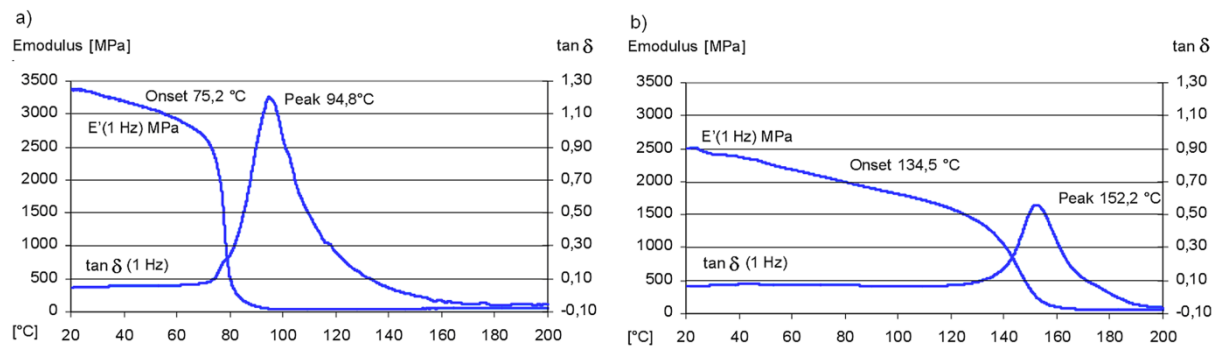 a)
Emodulus [MPa]
tan δ
3500
3000
2500
2000
1500
1000
500
0
1,30
1,10
0,90
0,70
0,50
0,30
0,10
-0,10
Onset 75,2 °C
Peak 94,8°C
E'(1 Hz) MPa
tan δ (1 Hz)
[°C]
20 40 60 80 100 120 140 160 180 200
b)
Emodulus [MPa]
tan δ
3500
3000
2500
2000
1500
1000
500
0
1,30
1,10
0,90
0,70
0,50
0,30
0,10
-0,10
E'(1 Hz) MPa
Onset 134,5 °C
Peak 152,2 °C
tan δ (1 Hz)
[°C]
20 40 60 80 100 120 140 160 180 200